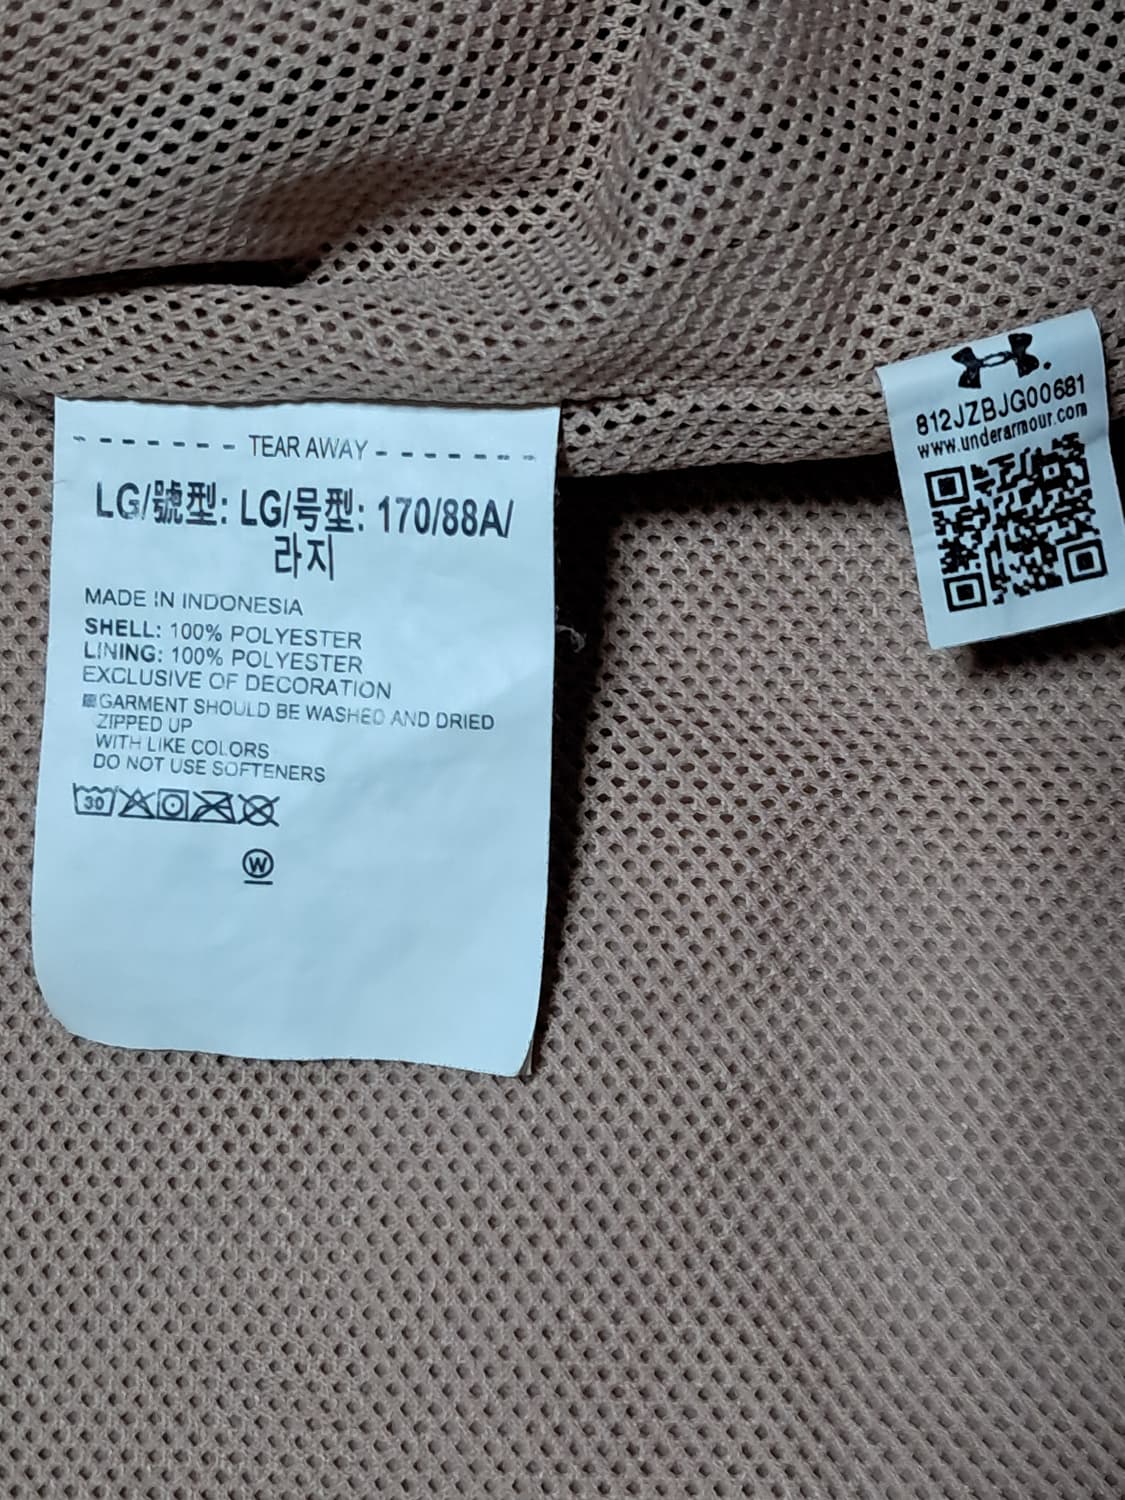 TEAR AWAY
LG/號型: LG/号型: 170/88A/
라지
MADE IN INDONESIA
SHELL: 100% POLYESTER
LINING: 100% POLYESTER
EXCLUSIVE OF DECORATION
GARMENT SHOULD BE WASHED AND DRIED
ZIPPED UP
WITH LIKE COLORS
DO NOT USE SOFTENERS
30
W
812JZBJG00681
www.underarmour.com